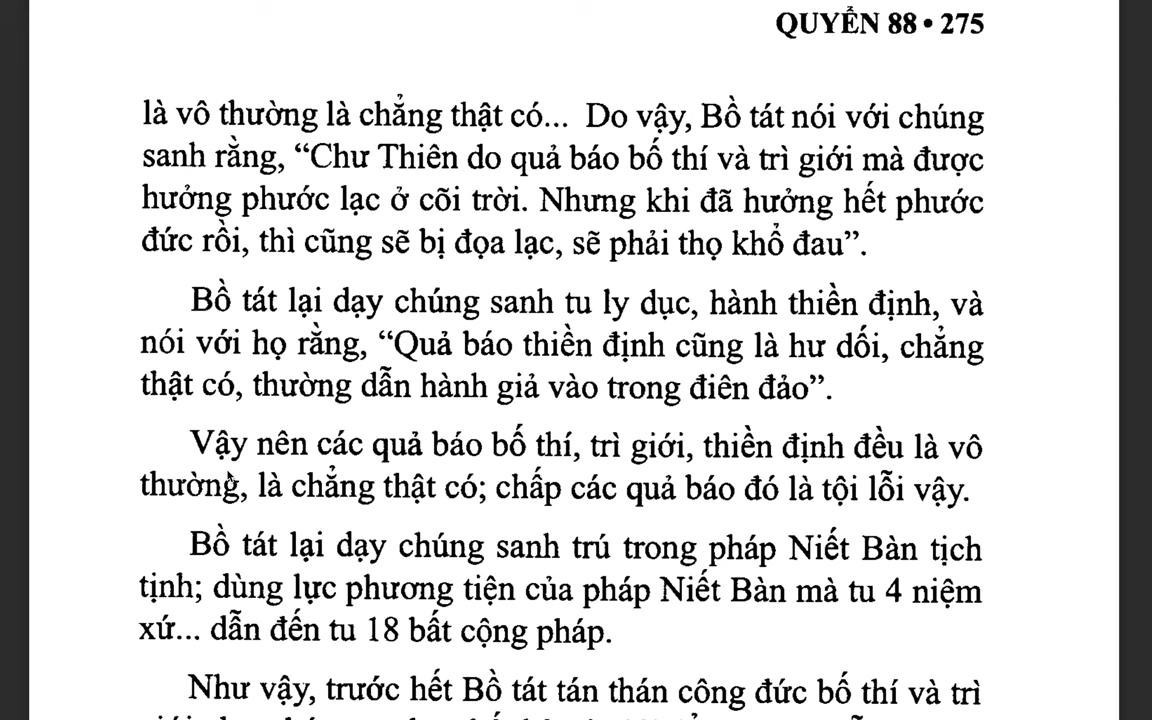 QUYỂN 88 • 275
là vô thường là chẳng thật có... Do vậy, Bồ tát nói với chúng
sanh rằng, “Chư Thiên do quả báo bố thí và trì giới mà được
hưởng phước lạc ở cõi trời. Nhưng khi đã hưởng hết phước
đức rồi, thì cũng sẽ bị đọa lạc, sẽ phải thọ khổ đau”.
Bồ tát lại dạy chúng sanh tu ly dục, hành thiền định, và
nói với họ rằng, “Quả báo thiền định cũng là hư dối, chẳng
thật có, thường dẫn hành giả vào trong điên đảo”.
Vậy nên các quả báo bố thí, trì giới, thiền định đều là vô
thường, là chẳng thật có; chấp các quả báo đó là tội lỗi vậy.
Bồ tát lại dạy chúng sanh trú trong pháp Niết Bàn tịch
tịnh; dùng lực phương tiện của pháp Niết Bàn mà tu 4 niệm
xứ... dẫn đến tu 18 bất cộng pháp.
Như vậy, trước hết Bồ tát tán thán công đức bố thí và trì